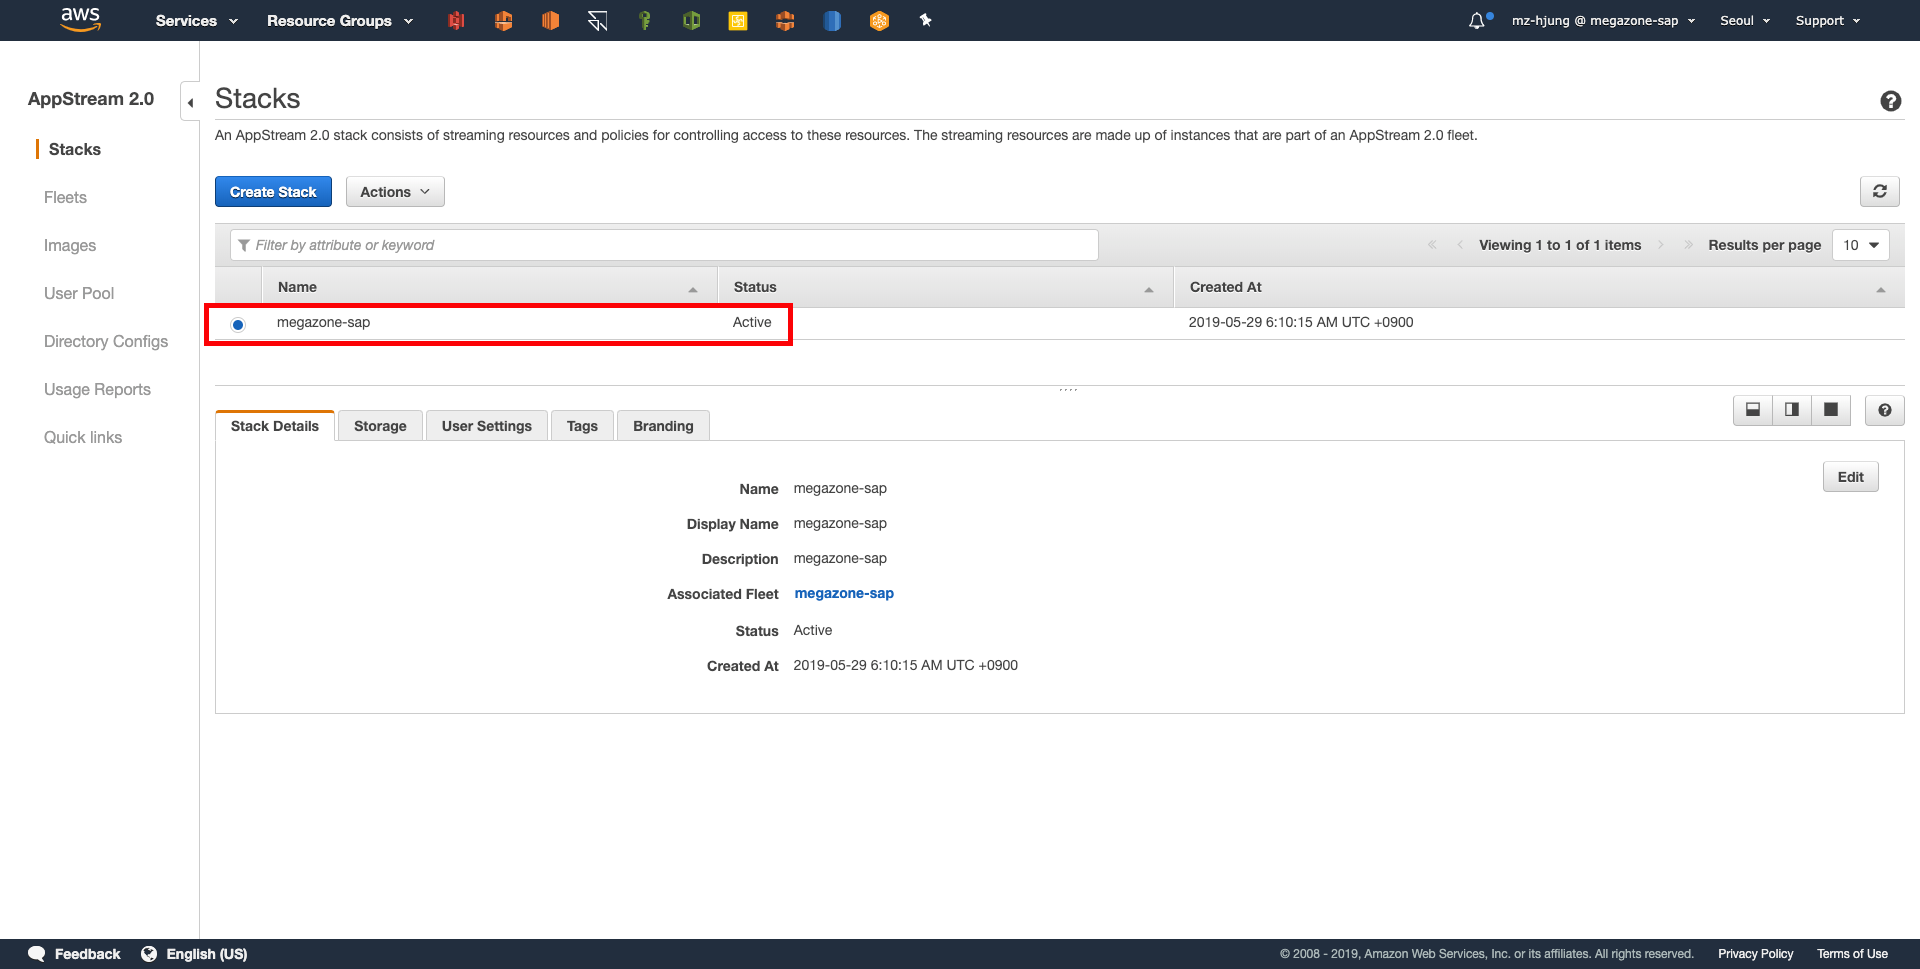 aws Services Resource Groups mz-hjung @ megazone-sap Seoul Support
AppStream 2.0
Stacks
Fleets
Images
User Pool
Directory Configs
Usage Reports
Quick links
Stacks
An AppStream 2.0 stack consists of streaming resources and policies for controlling access to these resources. The streaming resources are made up of instances that are part of an AppStream 2.0 fleet.
Create Stack Actions
Filter by attribute or keyword Viewing 1 to 1 of 1 items Results per page 10
Name Status Created At
megazone-sap Active 2019-05-29 6:10:15 AM UTC +0900
Stack Details Storage User Settings Tags Branding
Edit
Name megazone-sap
Display Name megazone-sap
Description megazone-sap
Associated Fleet megazone-sap
Status Active
Created At 2019-05-29 6:10:15 AM UTC +0900
Feedback English (US) © 2008 - 2019, Amazon Web Services, Inc. or its affiliates. All rights reserved. Privacy Policy Terms of Use